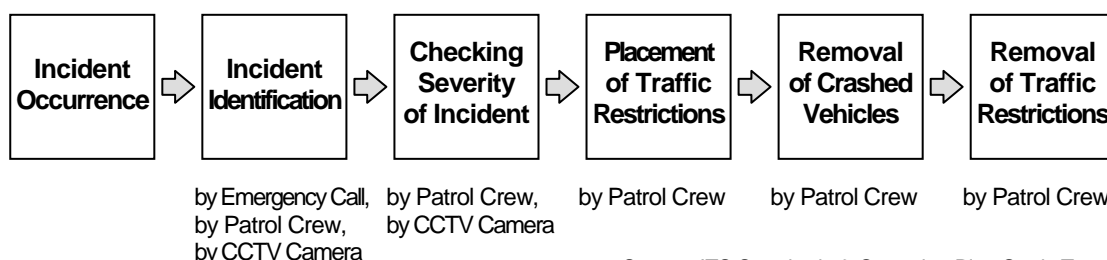 Incident
Occurrence
Incident
Identification
Checking
Severity
of Incident
Placement
of Traffic
Restrictions
Removal
of Crashed
Vehicles
Removal
of Traffic
Restrictions
by Emergency Call,
by Patrol Crew,
by CCTV Camera
by Patrol Crew,
by CCTV Camera
by Patrol Crew
by Patrol Crew
by Patrol Crew